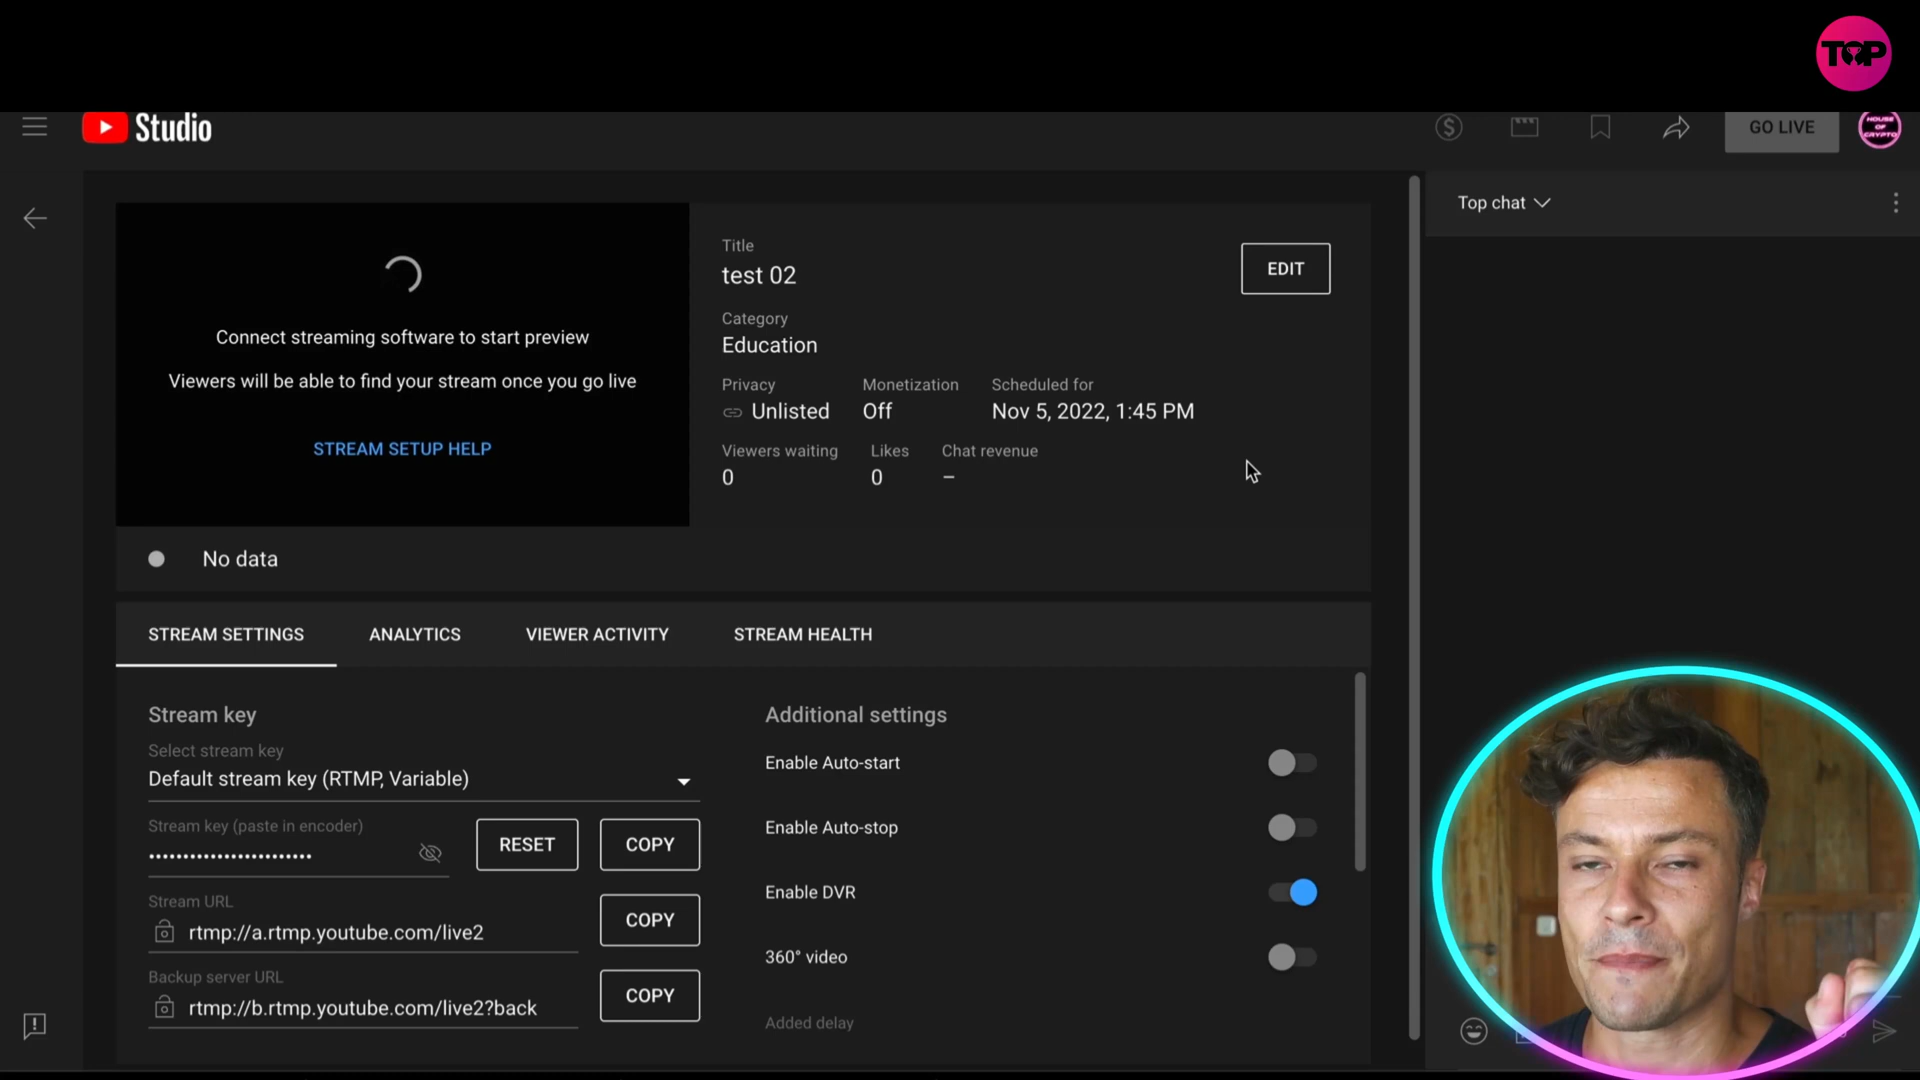 TOP
Studio
GO LIVE
HOUSE
OF
CRYPTO
Top chat
Connect streaming software to start preview
Viewers will be able to find your stream once you go live
STREAM SETUP HELP
Title
test 02
EDIT
Category
Education
Privacy Monetization Scheduled for
Unlisted Off Nov 5, 2022, 1:45 PM
Viewers waiting Likes Chat revenue
0 0 –
No data
STREAM SETTINGS ANALYTICS VIEWER ACTIVITY STREAM HEALTH
Stream key
Select stream key
Default stream key (RTMP, Variable)
Stream key (paste in encoder)
••••••••••••••••••••••••
RESET COPY
Stream URL
rtmp://a.rtmp.youtube.com/live2
COPY
Backup server URL
rtmp://b.rtmp.youtube.com/live2?back
COPY
Additional settings
Enable Auto-start
Enable Auto-stop
Enable DVR
360° video
Added delay